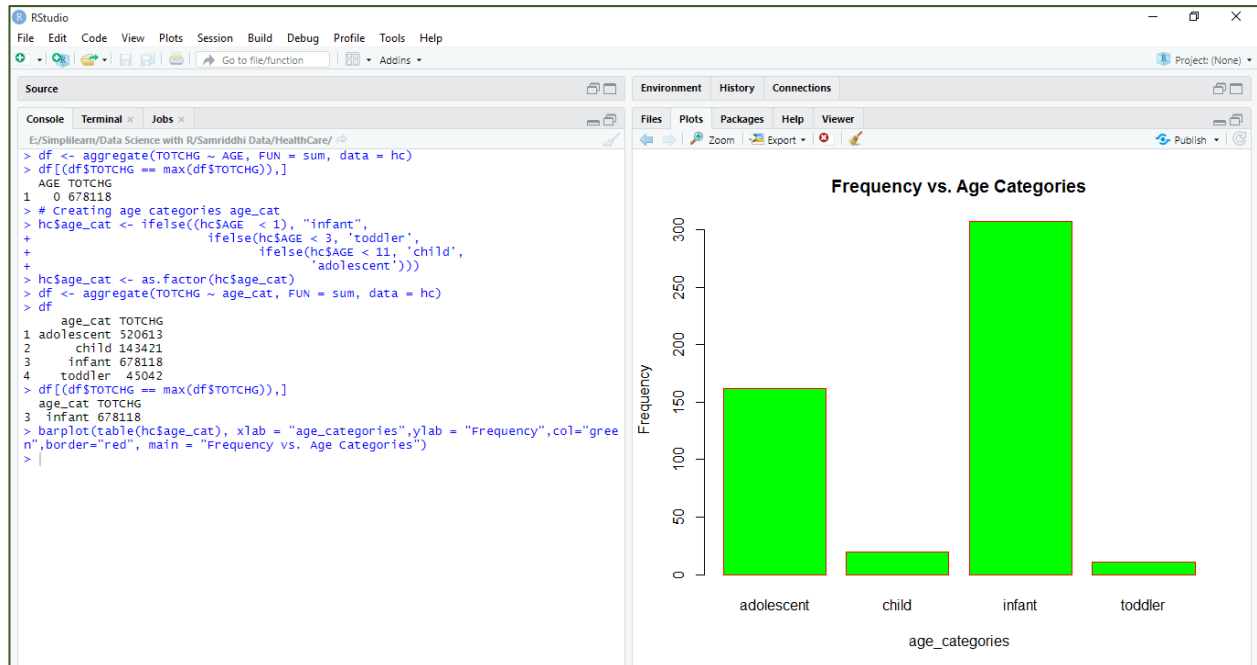 RStudio
File Edit Code View Plots Session Build Debug Profile Tools Help
Go to file/function Addins Project: (None)
Source
Console Terminal Jobs
E:/Simplilearn/Data Science with R/Samriddhi Data/HealthCare/
> df <- aggregate(TOTCHG ~ AGE, FUN = sum, data = hc)
> df[(df$TOTCHG == max(df$TOTCHG)),]
  AGE TOTCHG
1   0 678118
> # Creating age categories age_cat
> hc$age_cat <- ifelse((hc$AGE  < 1), "infant",
+                      ifelse(hc$AGE < 3, 'toddler',
+                             ifelse(hc$AGE < 11, 'child',
+                                    'adolescent')))
> hc$age_cat <- as.factor(hc$age_cat)
> df <- aggregate(TOTCHG ~ age_cat, FUN = sum, data = hc)
> df
     age_cat TOTCHG
1 adolescent 520613
2      child 143421
3     infant 678118
4    toddler  45042
> df[(df$TOTCHG == max(df$TOTCHG)),]
  age_cat TOTCHG
3  infant 678118
> barplot(table(hc$age_cat), xlab = "age_categories",ylab = "Frequency",col="gree
n",border="red", main = "Frequency vs. Age Categories")
>
Environment History Connections
Files Plots Packages Help Viewer
Zoom Export Publish
Frequency vs. Age Categories
Frequency
300
250
200
150
100
50
0
adolescent child infant toddler
age_categories